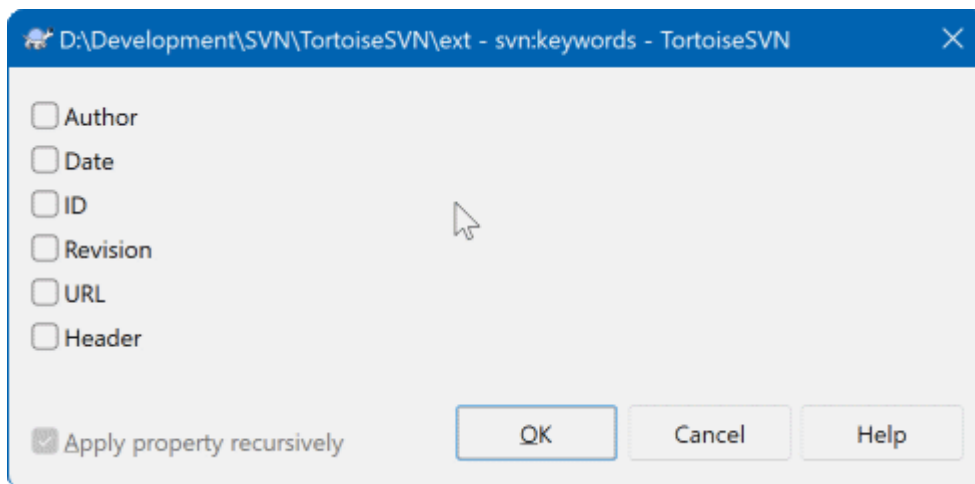 D:\Development\SVN\TortoiseSVN\ext - svn:keywords - TortoiseSVN
Author
Date
ID
Revision
URL
Header
Apply property recursively
OK
Cancel
Help